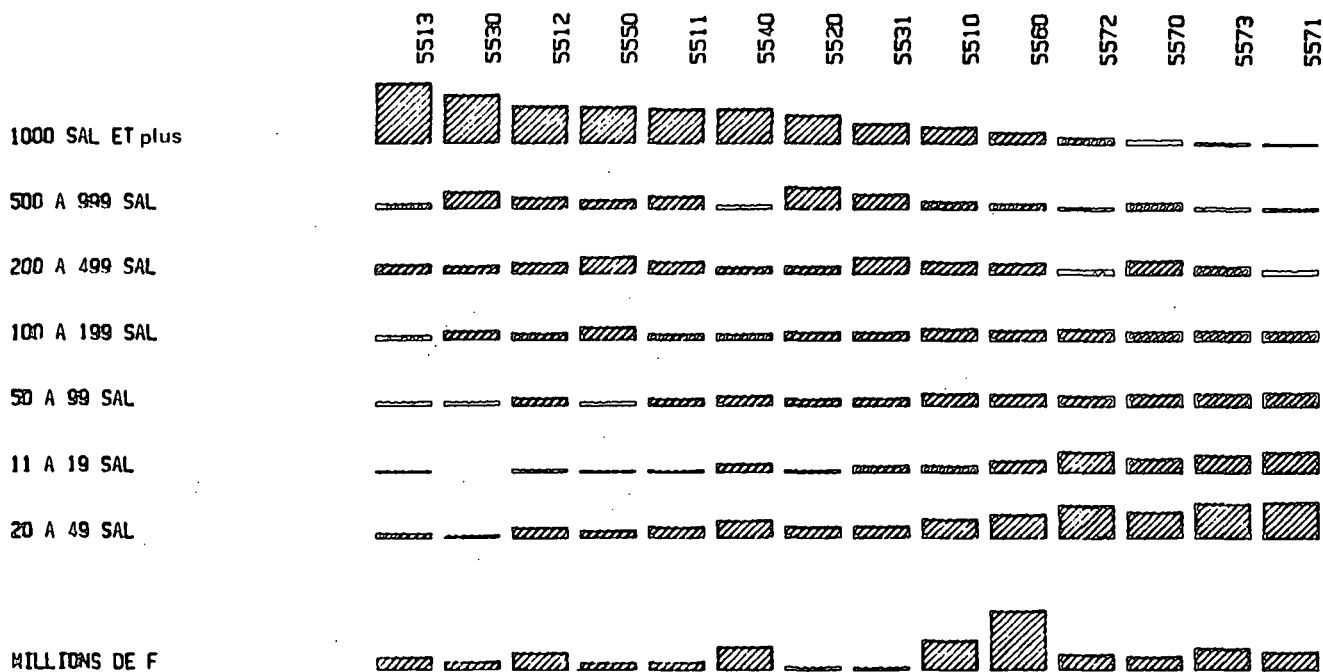 5513 5530 5512 5550 5511 5540 5520 5531 5510 5560 5572 5570 5573 5571
1000 SAL ET plus
500 A 999 SAL
200 A 499 SAL
100 A 199 SAL
50 A 99 SAL
11 A 19 SAL
20 A 49 SAL
MILLIONS DE F